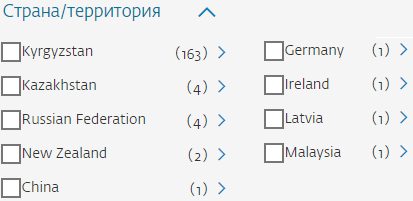 Страна/территория
Kyrgyzstan (163)
Kazakhstan (4)
Russian Federation (4)
New Zealand (2)
China (1)
Germany (1)
Ireland (1)
Latvia (1)
Malaysia (1)